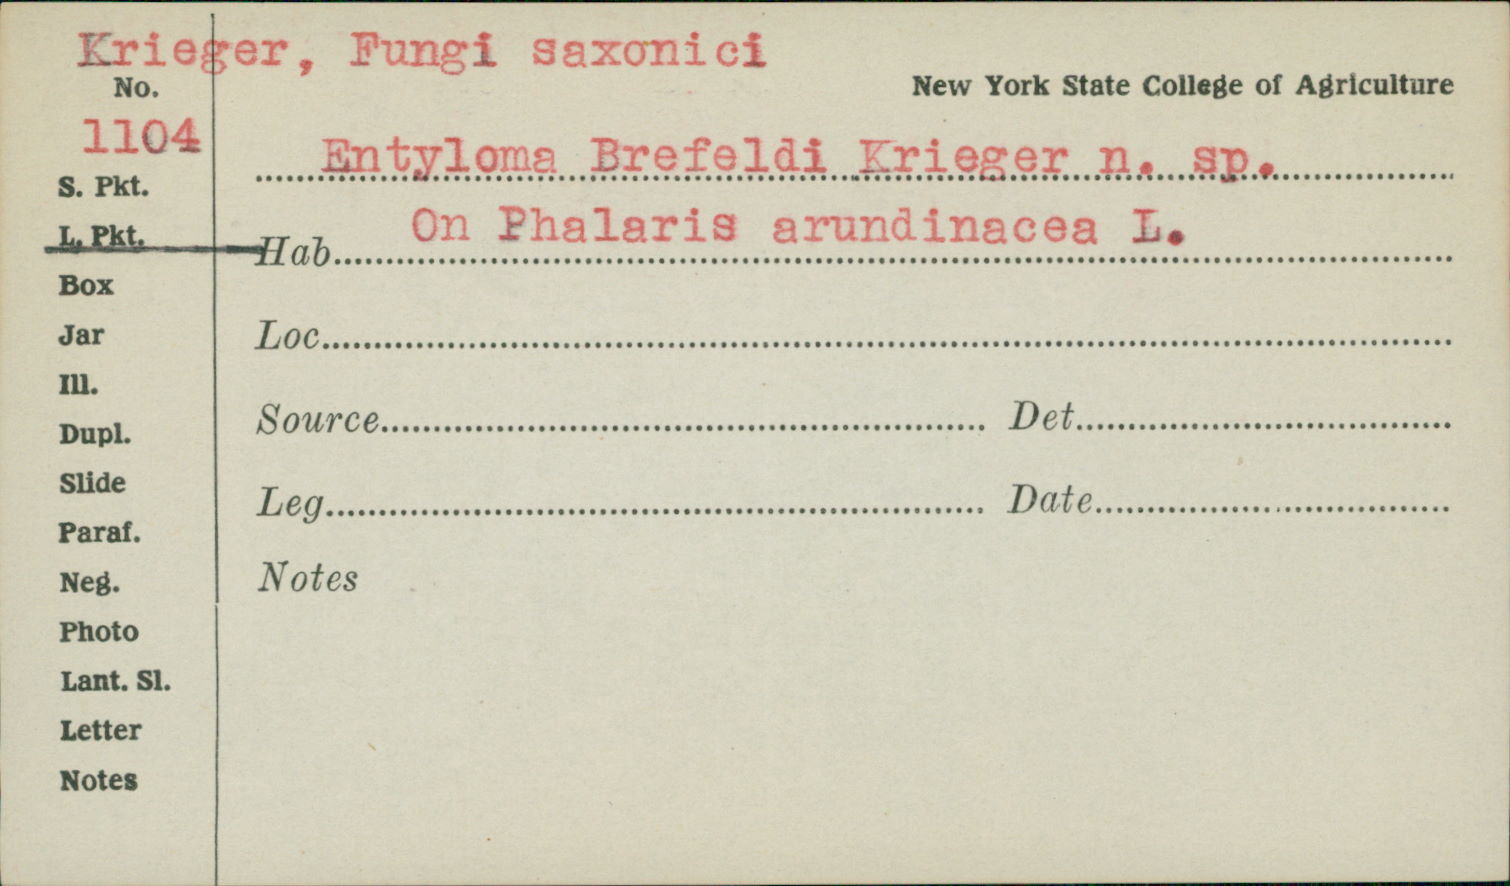 Krieger, Fungi saxonici
No.
New York State College of Agriculture
1104
Entyloma Brefeldi Krieger n. sp.
S. Pkt.
On Phalaris arundinacea L.
L. Pkt.
Hab.
Box
Loc.
Jar
Ill.
Source Det.
Dupl.
Slide
Leg. Date
Paraf.
Notes
Neg.
Photo
Lant. Sl.
Letter
Notes